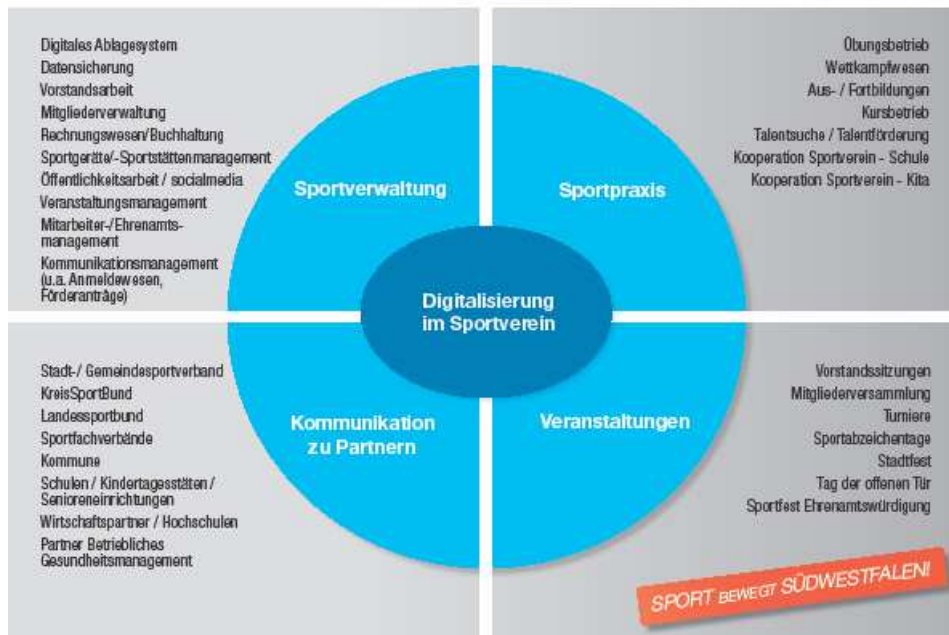 Digitales Ablagesystem
Datensicherung
Vorstandsarbeit
Mitgliederverwaltung
Rechnungswesen/Buchhaltung
Sportgeräte/-Sportstättenmanagement
Öffentlichkeitsarbeit / socialmedia
Veranstaltungsmanagement
Mitarbeiter-/Ehrenamts-
management
Kommunikationsmanagement
(u.a. Anmeldewesen,
Förderanträge)
Sportverwaltung
Übungsbetrieb
Wettkampfwesen
Aus- / Fortbildungen
Kursbetrieb
Talentsuche / Talentförderung
Kooperation Sportverein - Schule
Kooperation Sportverein - Kita
Sportpraxis
Digitalisierung
im Sportverein
Stadt-/ Gemeindesportverband
KreisSportBund
Landessportbund
Sportfachverbände
Kommune
Schulen / Kindertagesstäten /
Senioreneinrichtungen
Wirtschaftspartner / Hochschulen
Partner Betriebliches
Gesundheitsmanagement
Kommunikation
zu Partnern
Veranstaltungen
Vorstandssitzungen
Mitgliederversammlung
Turniere
Sportabzeichentage
Stadtfest
Tag der offenen Tür
Sportfest Ehrenamtswürdigung
SPORT BEWEGT SÜDWESTFALEN!